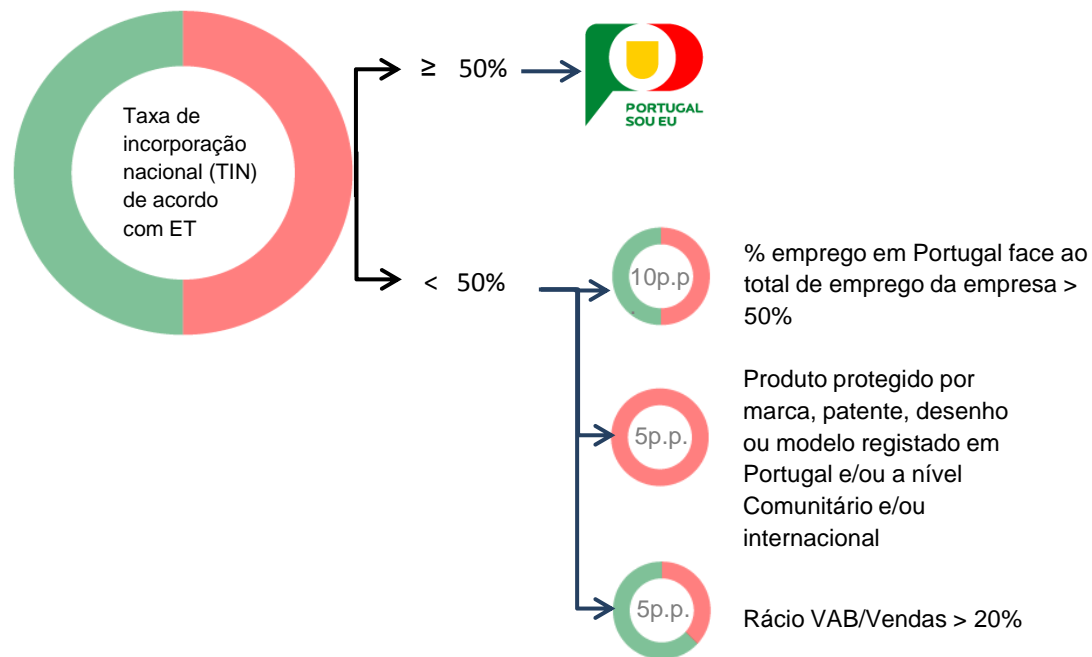 Taxa de
incorporação
nacional (TIN)
de acordo
com ET
≥ 50%
PORTUGAL
SOU EU
< 50%
10p.p
% emprego em Portugal face ao
total de emprego da empresa >
50%
5p.p.
Produto protegido por
marca, patente, desenho
ou modelo registado em
Portugal e/ou a nível
Comunitário e/ou
internacional
5p.p.
Rácio VAB/Vendas > 20%